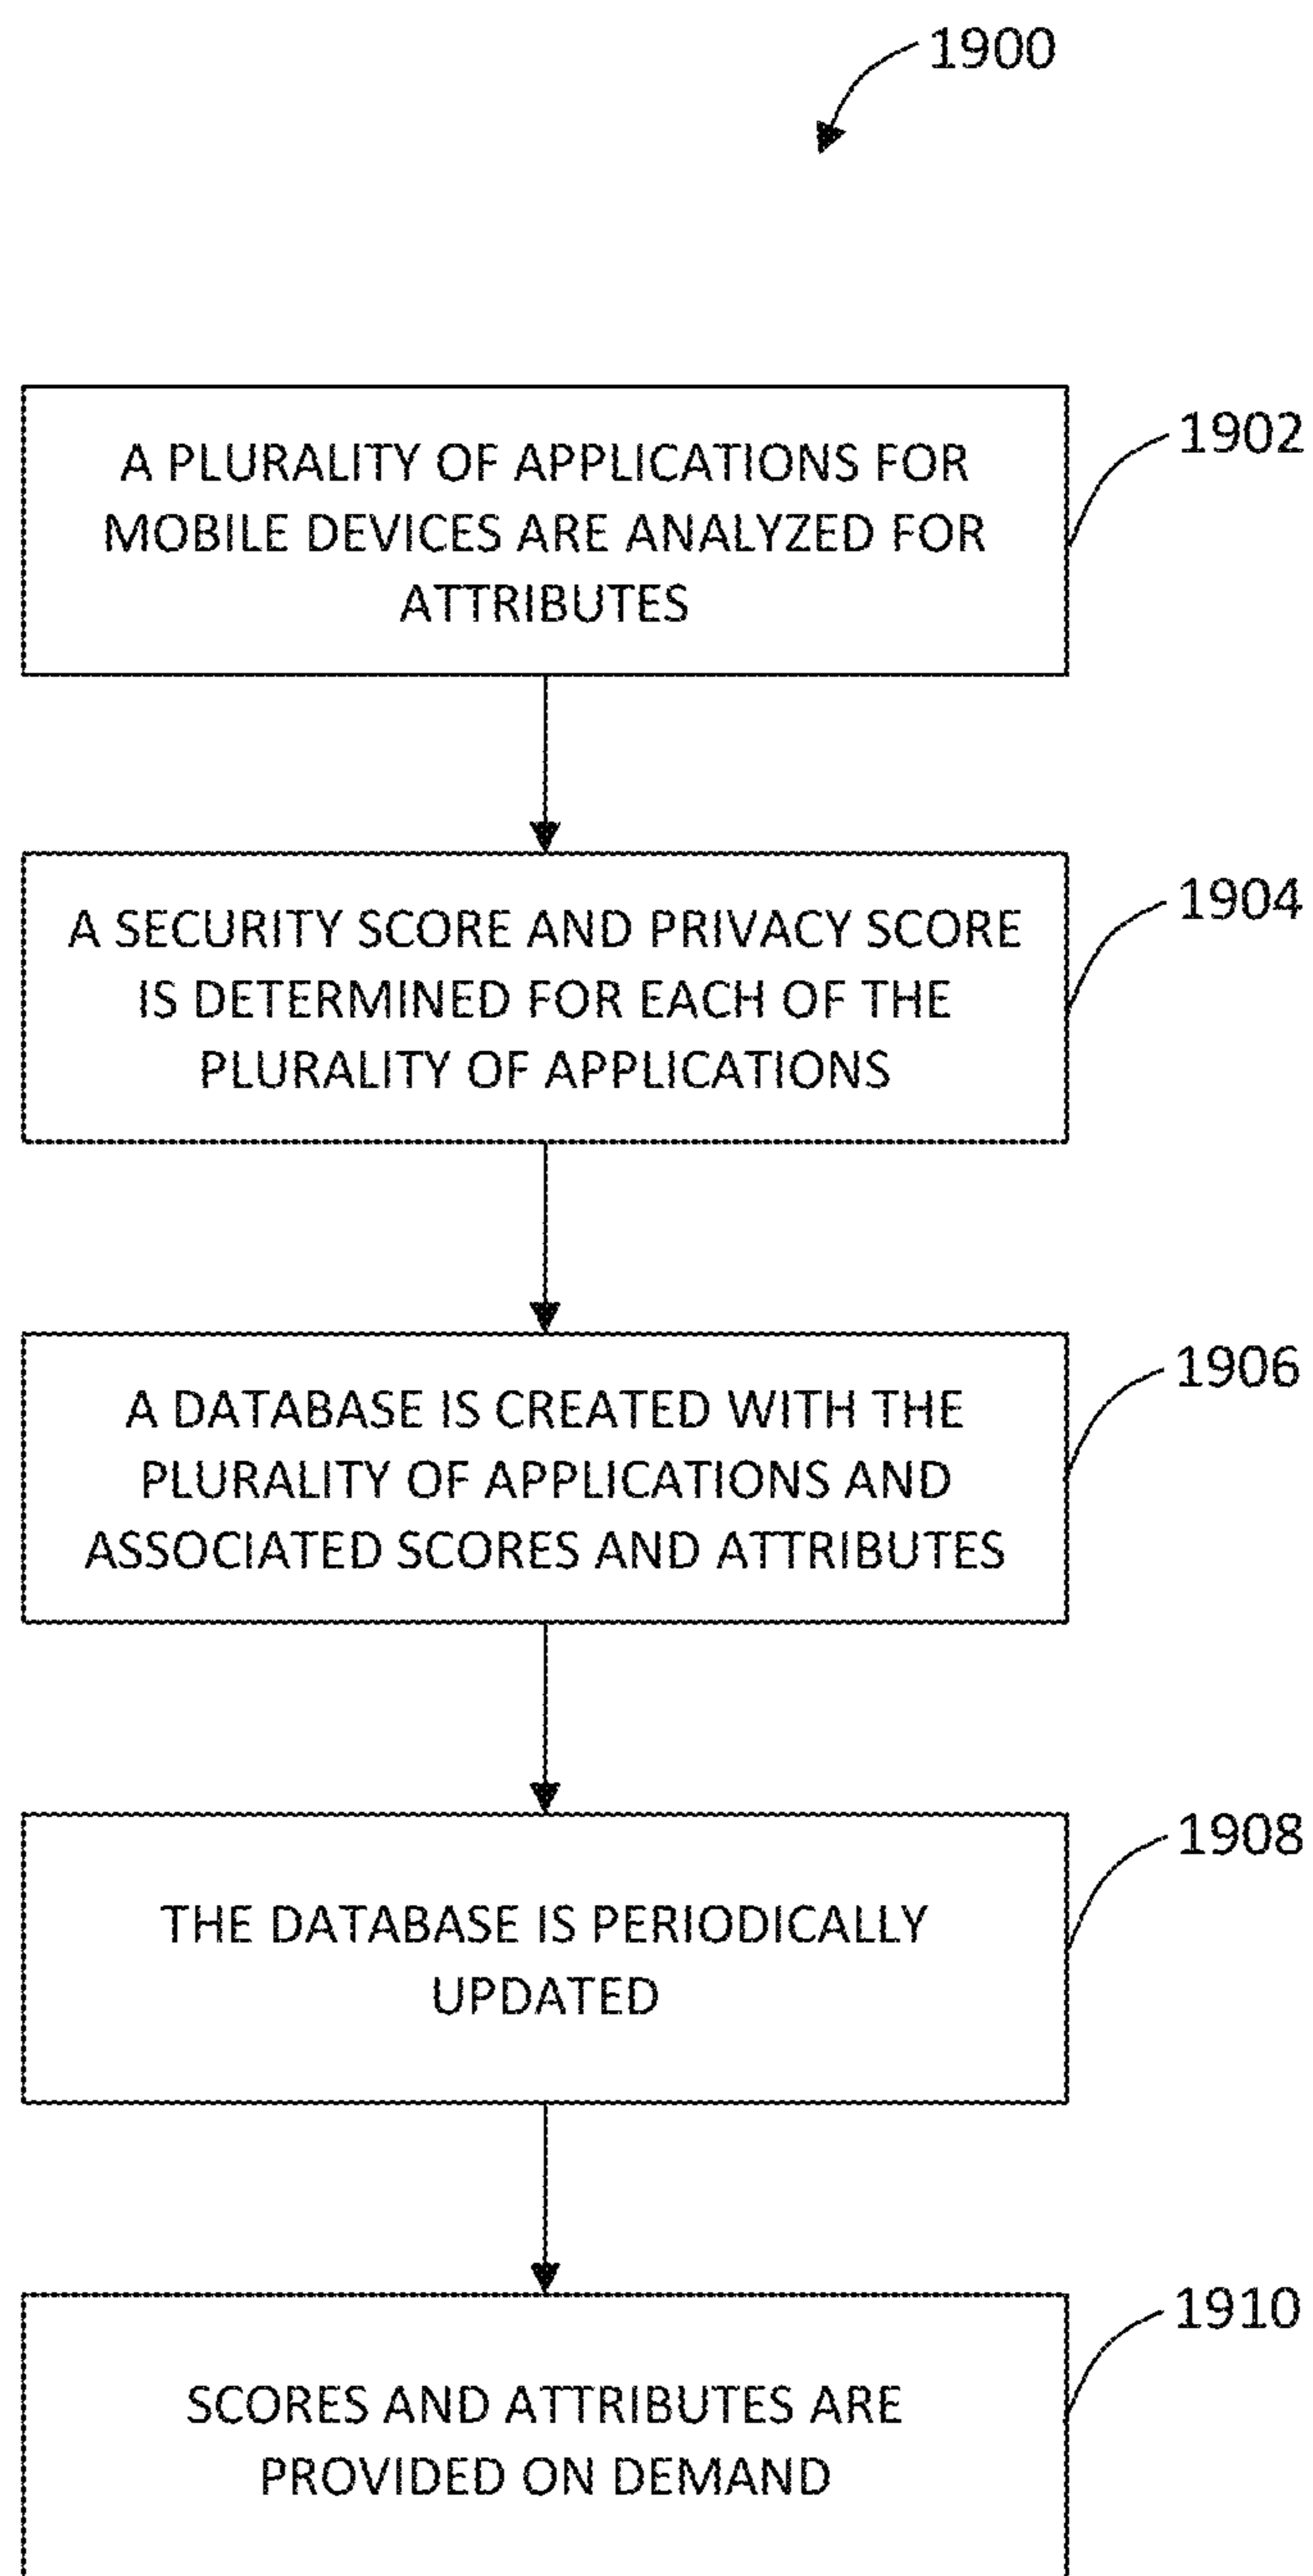 1900
A PLURALITY OF APPLICATIONS FOR
MOBILE DEVICES ARE ANALYZED FOR
ATTRIBUTES
1902
A SECURITY SCORE AND PRIVACY SCORE
IS DETERMINED FOR EACH OF THE
PLURALITY OF APPLICATIONS
1904
A DATABASE IS CREATED WITH THE
PLURALITY OF APPLICATIONS AND
ASSOCIATED SCORES AND ATTRIBUTES
1906
THE DATABASE IS PERIODICALLY
UPDATED
1908
SCORES AND ATTRIBUTES ARE
PROVIDED ON DEMAND
1910